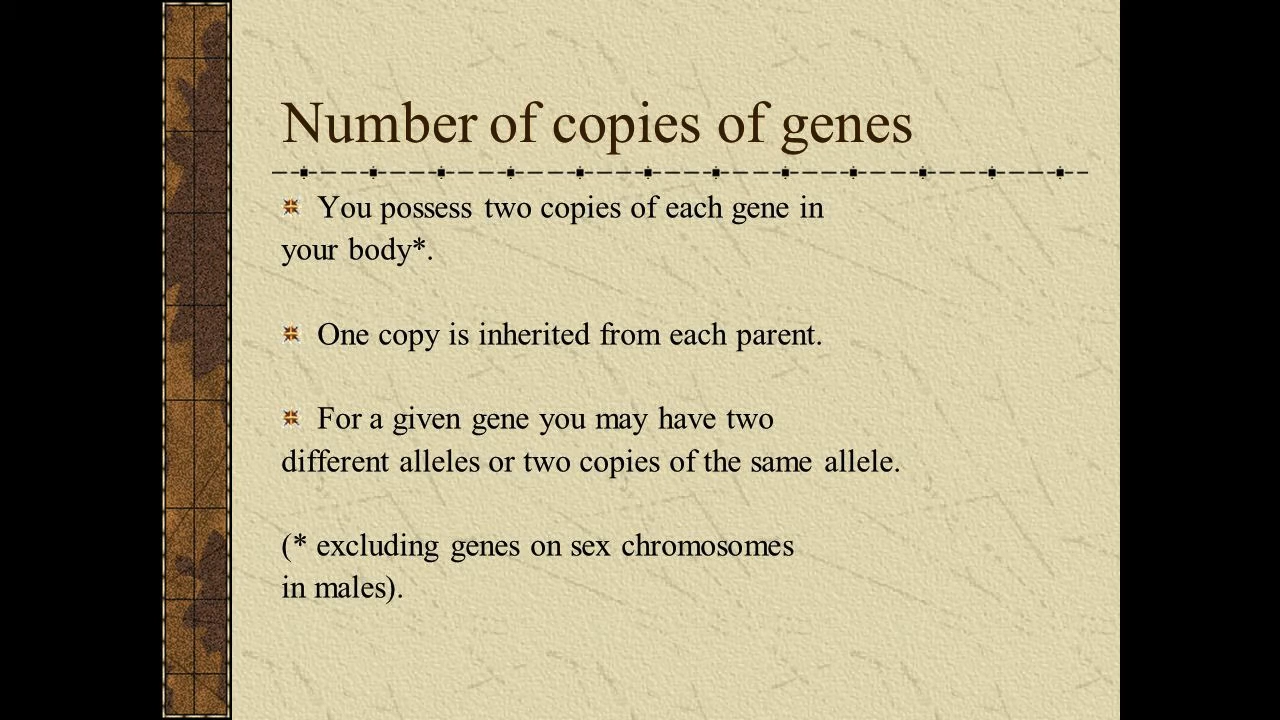 Number of copies of genes
You possess two copies of each gene in
your body*.
One copy is inherited from each parent.
For a given gene you may have two
different alleles or two copies of the same allele.
(* excluding genes on sex chromosomes
in males).